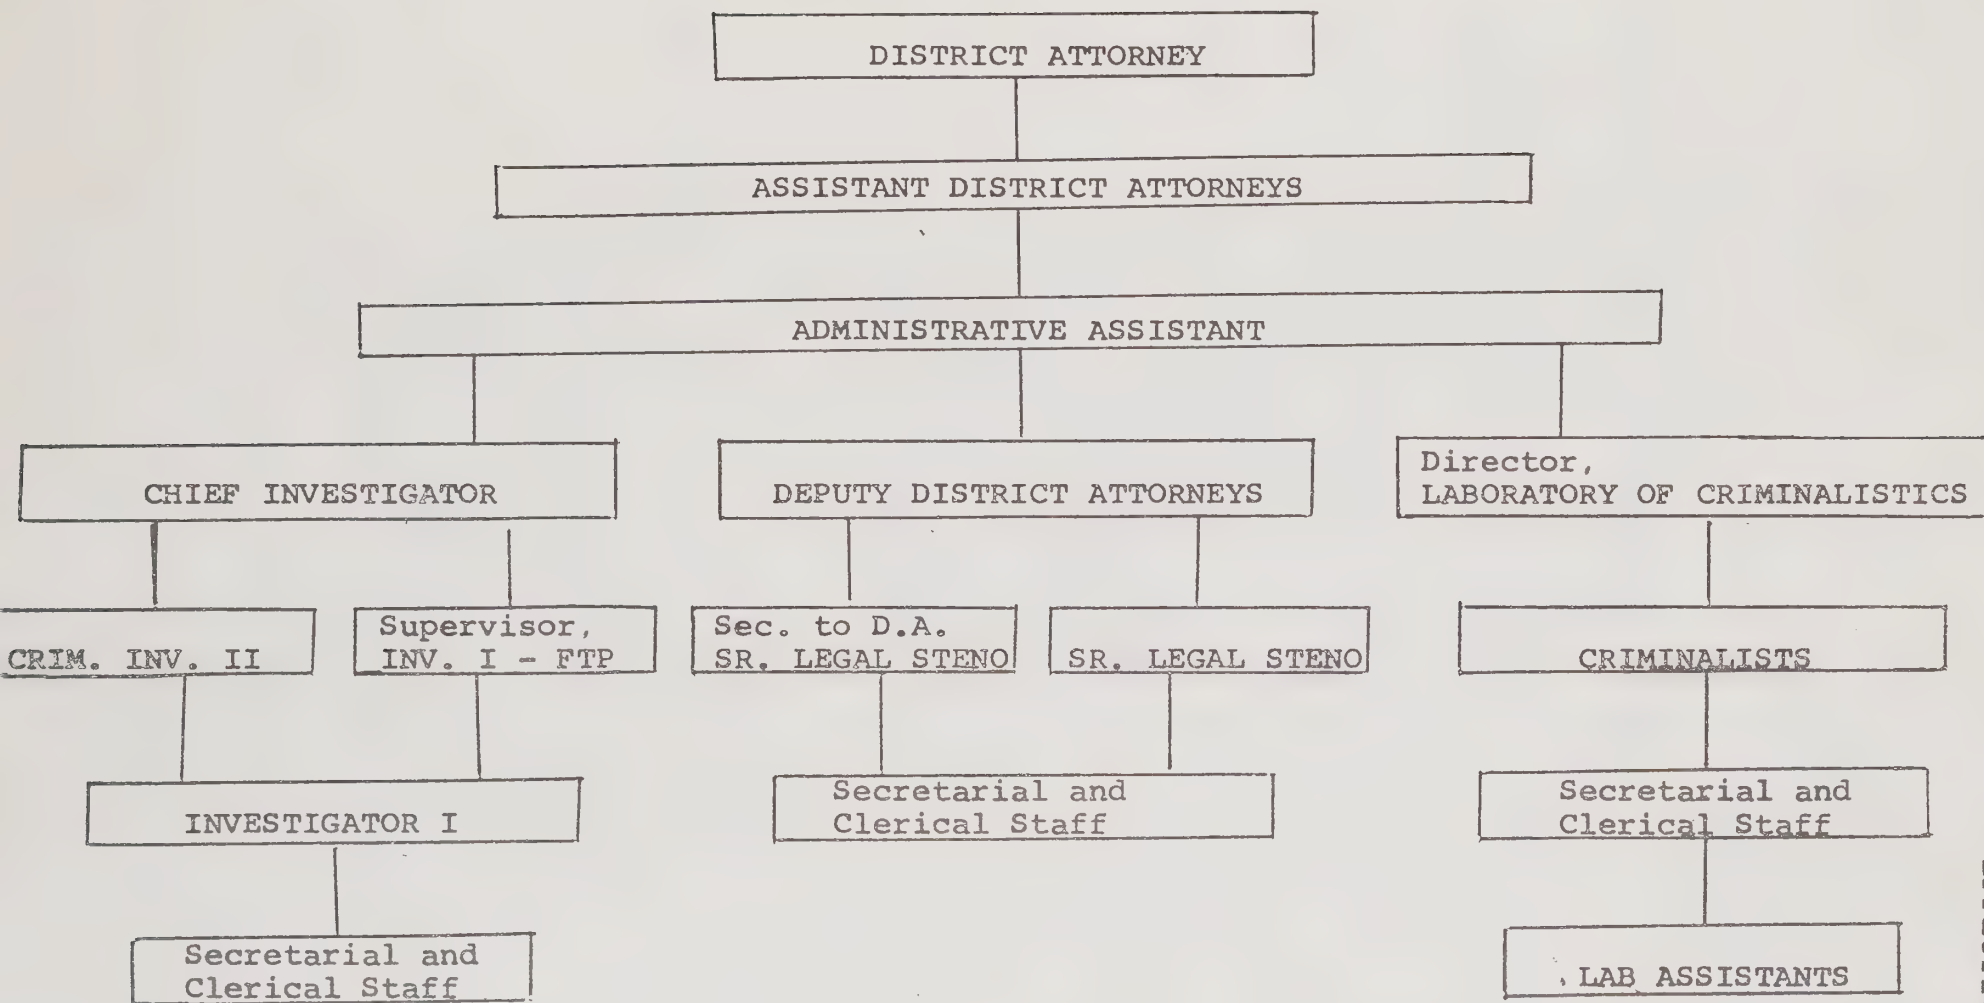 DISTRICT ATTORNEY
ASSISTANT DISTRICT ATTORNEYS
ADMINISTRATIVE ASSISTANT
CHIEF INVESTIGATOR
DEPUTY DISTRICT ATTORNEYS
Director,
LABORATORY OF CRIMINALISTICS
CRIM. INV. II
Supervisor,
INV. I - FTP
Sec. to D.A.
SR. LEGAL STENO
SR. LEGAL STENO
CRIMINALISTS
INVESTIGATOR I
Secretarial and
Clerical Staff
Secretarial and
Clerical Staff
Secretarial and
Clerical Staff
LAB ASSISTANTS